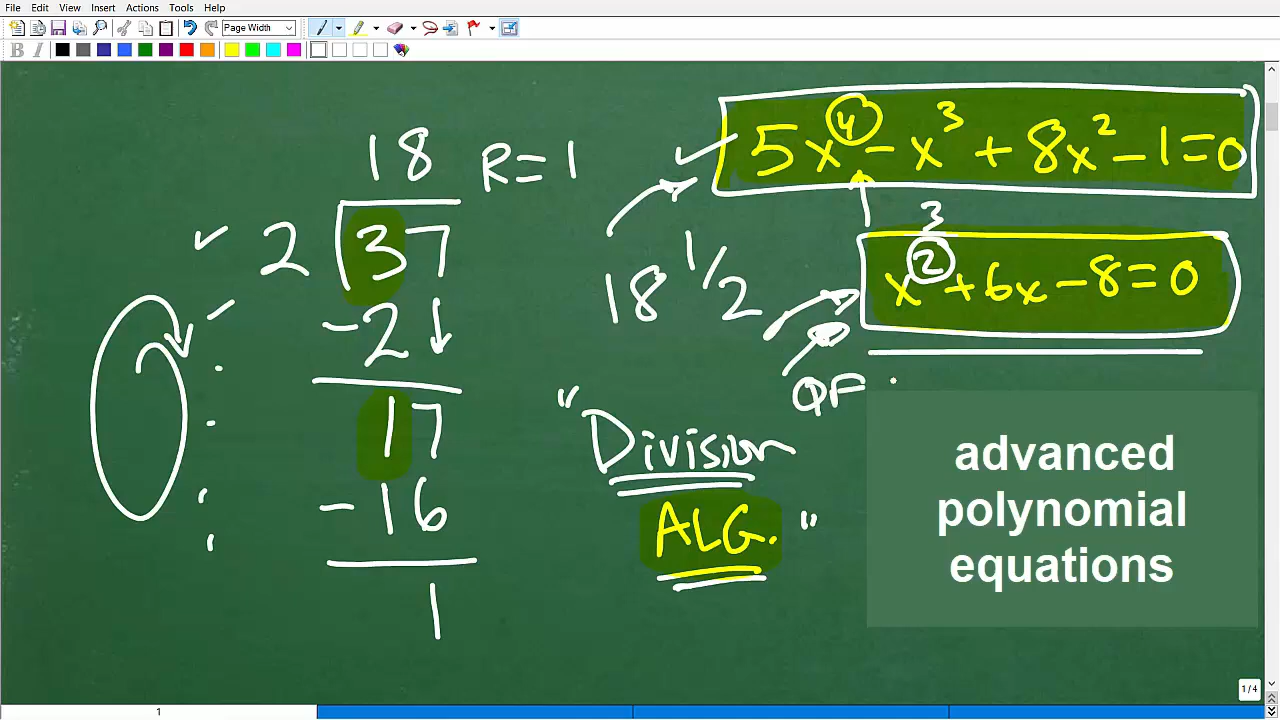 File Edit View Insert Actions Tools Help
Page Width
B I
18 R=1
2 37
-2
17
-16
1
18 1/2
5x⁴ - x³ + 8x² - 1 = 0
3
x² + 6x - 8 = 0
QF
"Division
ALG."
advanced
polynomial
equations
1/4
1